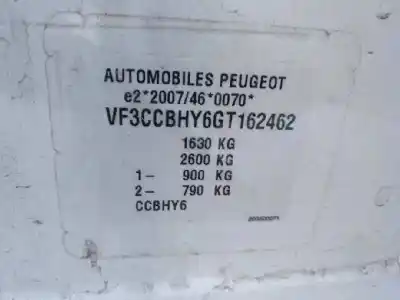 AUTOMOBILES PEUGEOT
e2*2007/46*0070*
VF3CCBHY6GT162462
1630 KG
2600 KG
1- 900 KG
2- 790 KG
CCBHY6